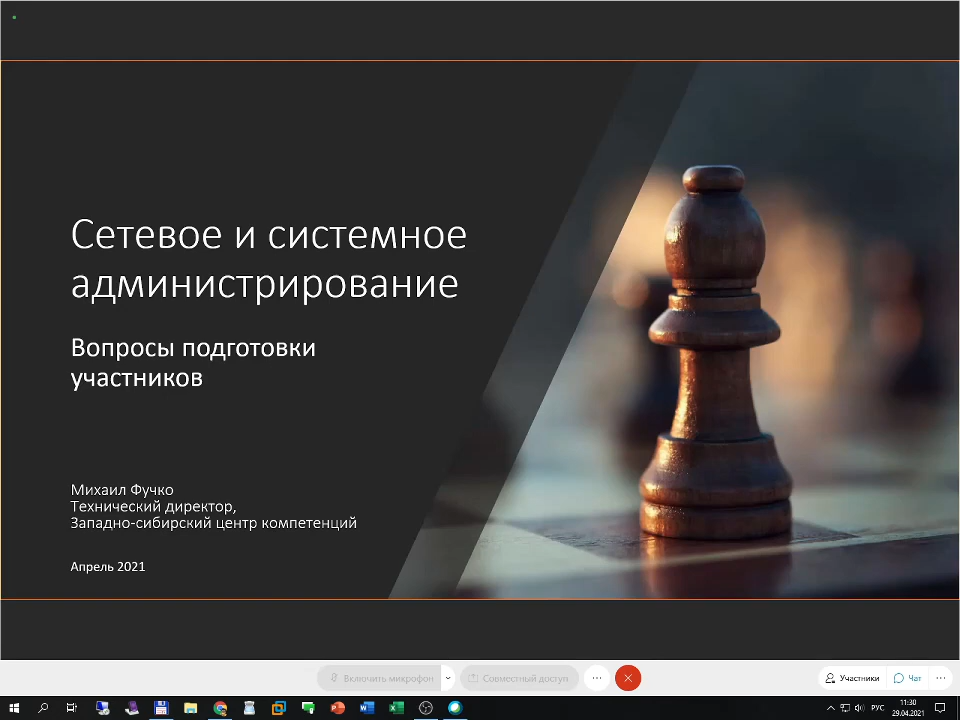 Сетевое и системное
администрирование
Вопросы подготовки
участников
Михаил Фучко
Технический директор,
Западно-сибирский центр компетенций
Апрель 2021
Включить микрофон
Совместный доступ
Участники
Чат
РУС
11:30
29.04.2021